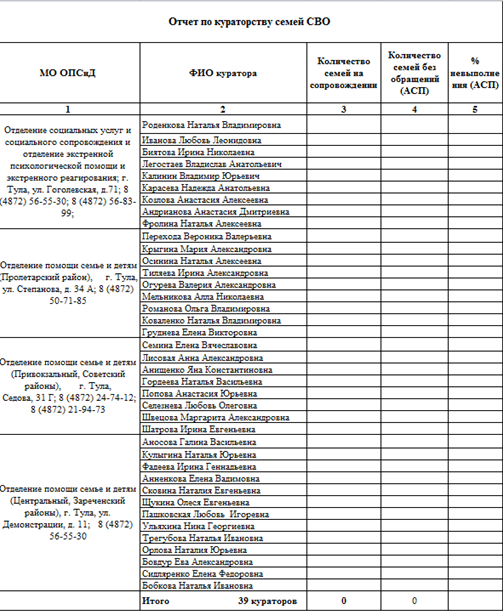 Отчет по кураторству семей СВО
МО ОПСиД
ФИО куратора
Количество
семей на
сопровождении
Количество
семей без
обращений
(АСП)
%
невыполне
ния (АСП)
1 2 3 4 5
Отделение социальных услуг и
социального сопровождения и
отделение экстренной
психологической помощи и
экстренного реагирования; г.
Тула, ул. Гоголевская, д.71; 8
(4872) 56-55-30; 8 (4872) 56-83-
99;
Роденкова Наталья Владимировна
Иванова Любовь Леонидовна
Биятова Ирина Николаевна
Легостаев Владислав Анатольевич
Калинин Владимир Юрьевич
Карасева Надежда Анатольевна
Козлова Анастасия Алексеевна
Андрианова Анастасия Дмитриевна
Фролина Наталья Алексеевна
Отделение помощи семье и детям
(Пролетарский район), г. Тула,
ул. Степанова, д. 34 А; 8 (4872)
50-71-85
Перехода Вероника Валерьевна
Крыгина Мария Александровна
Осинина Наталья Алексеевна
Тиляева Ирина Александровна
Огурева Валерия Александровна
Мельникова Алла Николаевна
Романова Ольга Владимировна
Коваленко Наталья Владимировна
Груднева Елена Викторовна
Отделение помощи семье и детям
(Привокзальный, Советский
районы), г. Тула,
Седова, 31 Г; 8 (4872) 24-74-12;
8 (4872) 21-94-73
Семина Елена Вячеславовна
Лисовая Анна Александровна
Анищенко Яна Константиновна
Гордеева Наталья Васильевна
Попова Анастасия Юрьевна
Селезнева Любовь Олеговна
Швецова Маргарита Александровна
Шатрова Ирина Евгеньевна
Отделение помощи семье и детям
(Центральный, Зареченский
районы), г. Тула, ул.
Демонстрации, д. 11; 8 (4872)
56-55-30
Аносова Галина Васильевна
Кулыгина Наталья Юрьевна
Фадеева Ирина Геннадьевна
Анненкова Елена Вадимовна
Сковина Наталия Евгеньевна
Щукина Олеся Евгеньевна
Пашковская Любовь Игоревна
Ульяхина Нина Георгиевна
Трегубова Наталья Ивановна
Орлова Наталия Юрьевна
Бовдур Ева Александровна
Сидляренко Елена Федоровна
Бобкова Наталья Ивановна
Итого 39 кураторов 0 0